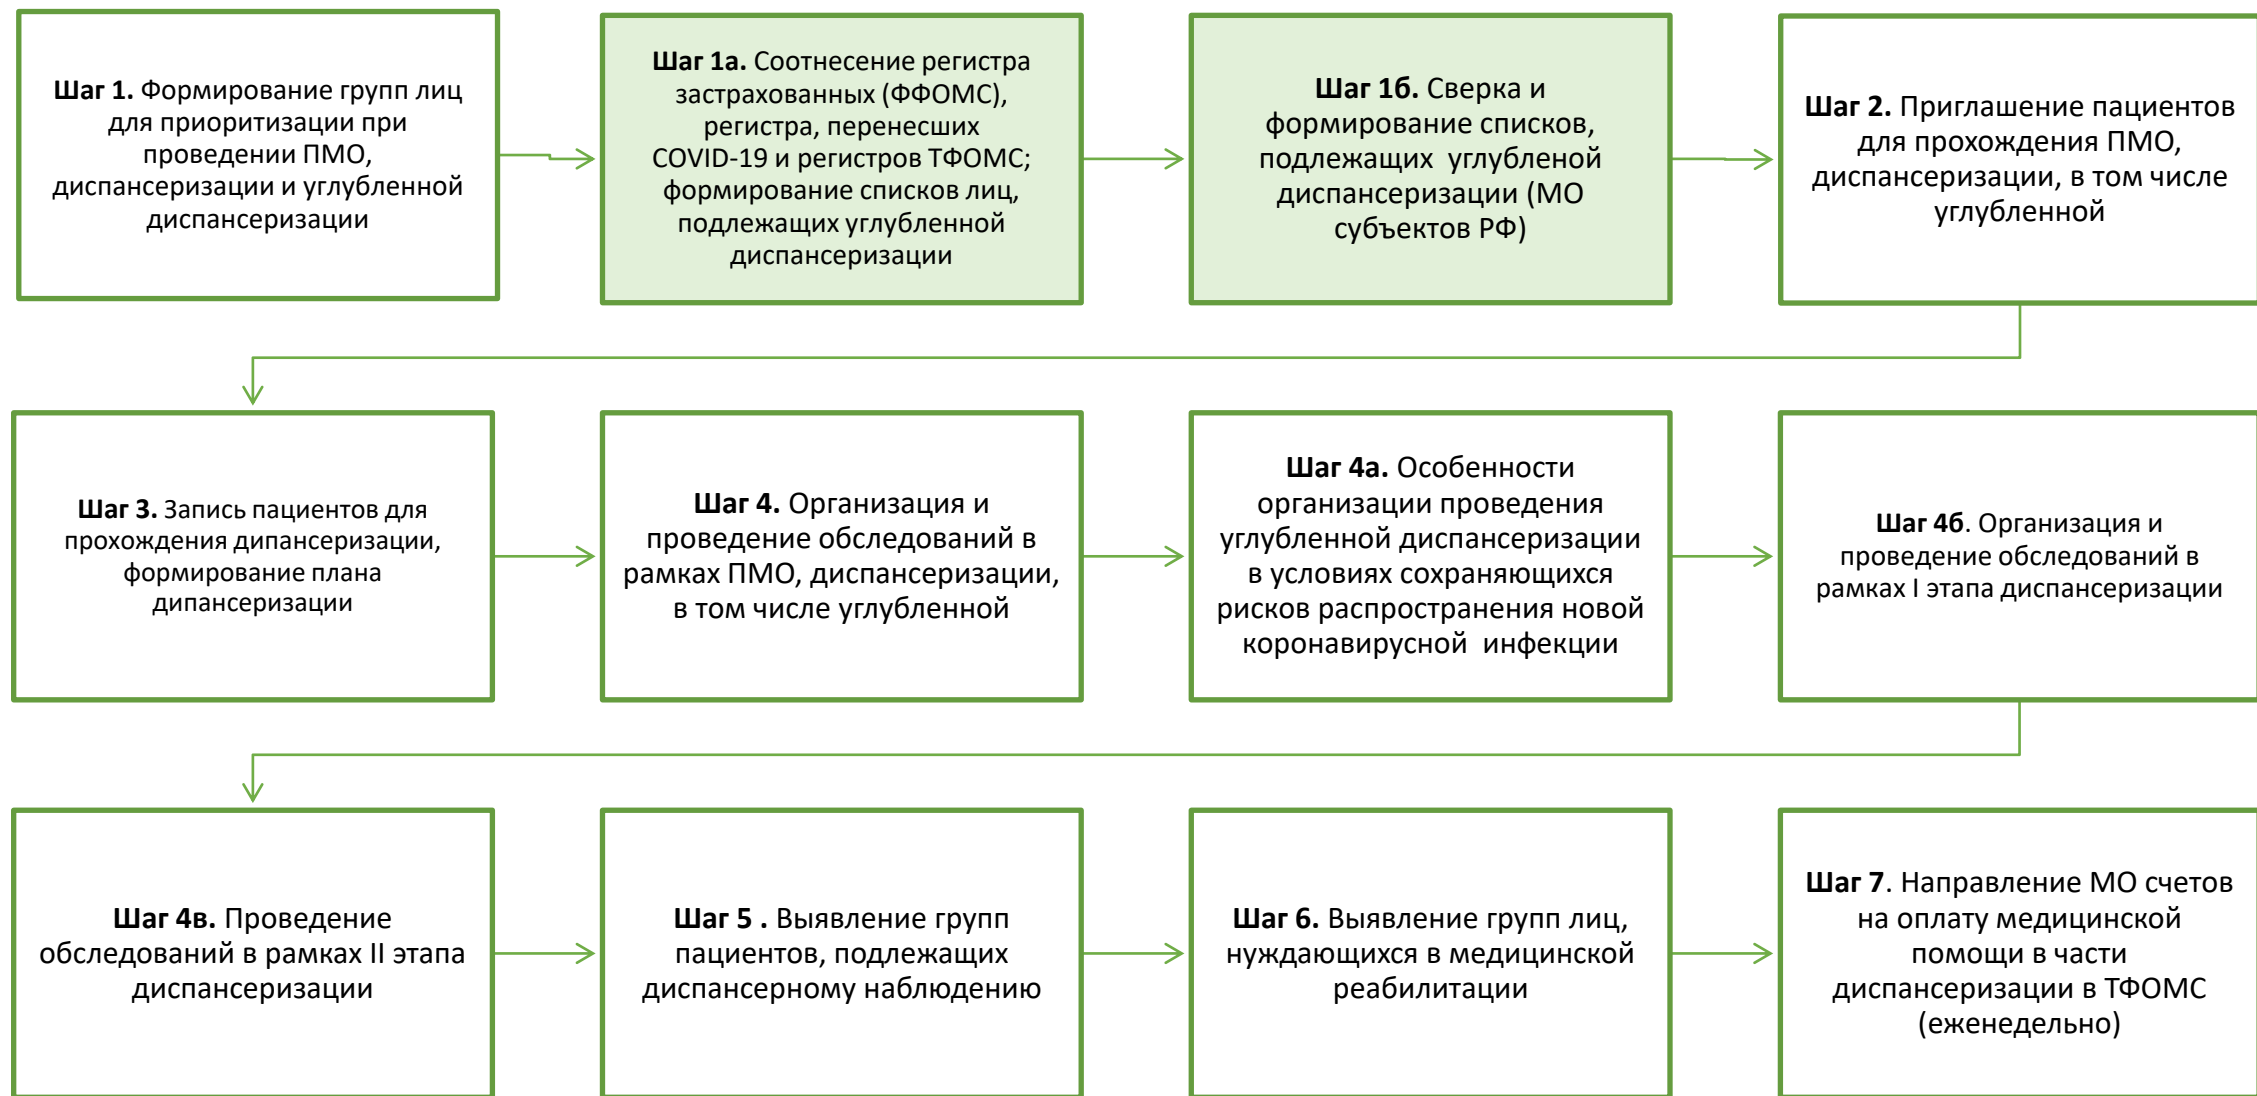 Шаг 1. Формирование групп лиц
для приоритизации при
проведении ПМО,
диспансеризации и углубленной
диспансеризации
Шаг 1а. Соотнесение регистра
застрахованных (ФФОМС),
регистра, перенесших
COVID-19 и регистров ТФОМС;
формирование списков лиц,
подлежащих углубленной
диспансеризации
Шаг 1б. Сверка и
формирование списков,
подлежащих углубленой
диспансеризации (МО
субъектов РФ)
Шаг 2. Приглашение пациентов
для прохождения ПМО,
диспансеризации, в том числе
углубленной
Шаг 3. Запись пациентов для
прохождения дипансеризации,
формирование плана
дипансеризации
Шаг 4. Организация и
проведение обследований в
рамках ПМО, диспансеризации,
в том числе углубленной
Шаг 4а. Особенности
организации проведения
углубленной диспансеризации
в условиях сохраняющихся
рисков распространения новой
коронавирусной инфекции
Шаг 4б. Организация и
проведение обследований в
рамках I этапа диспансеризации
Шаг 4в. Проведение
обследований в рамках II этапа
диспансеризации
Шаг 5 . Выявление групп
пациентов, подлежащих
диспансерному наблюдению
Шаг 6. Выявление групп лиц,
нуждающихся в медицинской
реабилитации
Шаг 7. Направление МО счетов
на оплату медицинской
помощи в части
диспансеризации в ТФОМС
(еженедельно)